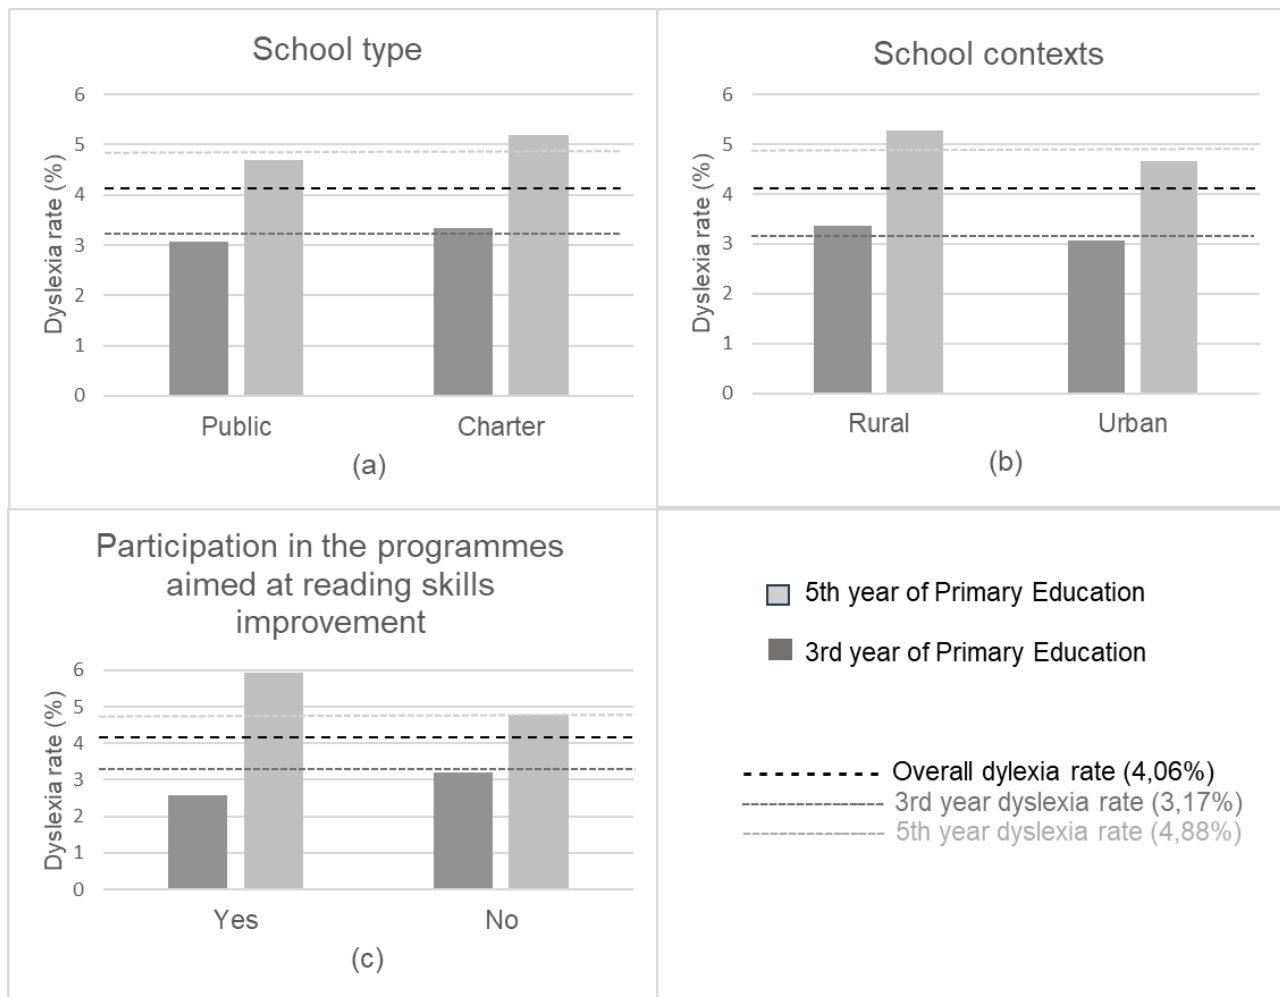 School type
6
5
4
3
2
1
0
Dyslexia rate (%)
Public Charter
(a)
School contexts
6
5
4
3
2
1
0
Dyslexia rate (%)
Rural Urban
(b)
Participation in the programmes
aimed at reading skills
improvement
6
5
4
3
2
1
0
Dyslexia rate (%)
Yes No
(c)
5th year of Primary Education
3rd year of Primary Education
Overall dylexia rate (4,06%)
3rd year dyslexia rate (3,17%)
5th year dyslexia rate (4,88%)